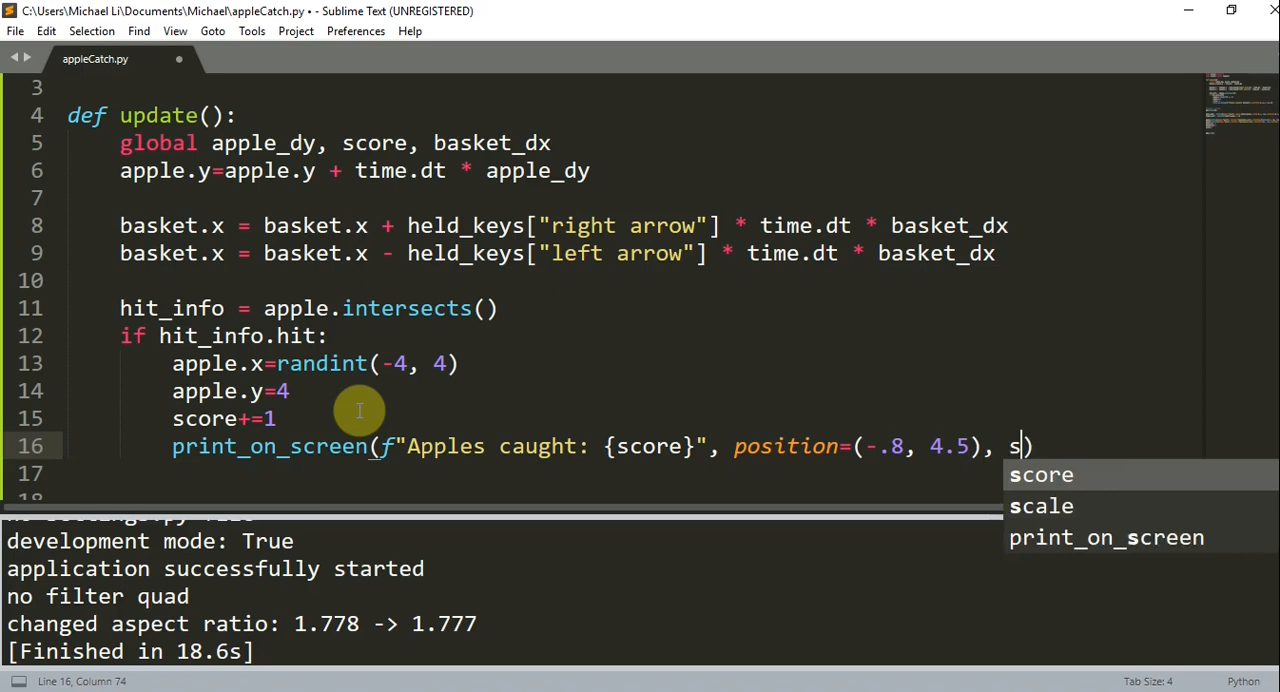 C:\Users\Michael Li\Documents\Michael\appleCatch.py • - Sublime Text (UNREGISTERED)
File Edit Selection Find View Goto Tools Project Preferences Help
appleCatch.py
3
4 def update():
5 global apple_dy, score, basket_dx
6 apple.y=apple.y + time.dt * apple_dy
7
8 basket.x = basket.x + held_keys["right arrow"] * time.dt * basket_dx
9 basket.x = basket.x - held_keys["left arrow"] * time.dt * basket_dx
10
11 hit_info = apple.intersects()
12 if hit_info.hit:
13 apple.x=randint(-4, 4)
14 apple.y=4
15 score+=1
16 print_on_screen(f"Apples caught: {score}", position=(-.8, 4.5), s)
17
score
scale
print_on_screen
development mode: True
application successfully started
no filter quad
changed aspect ratio: 1.778 -> 1.777
[Finished in 18.6s]
Line 16, Column 74
Tab Size: 4
Python